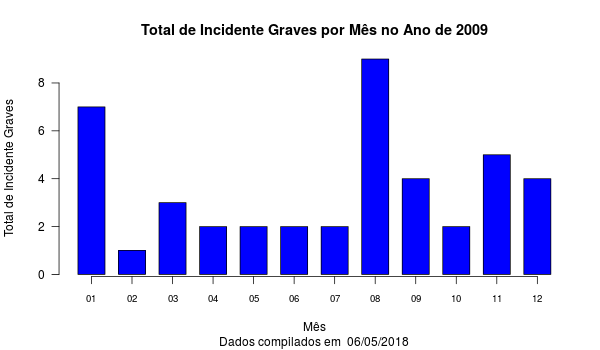 Total de Incidente Graves por Mês no Ano de 2009
Total de Incidente Graves
8
6
4
2
0
01 02 03 04 05 06 07 08 09 10 11 12
Mês
Dados compilados em 06/05/2018